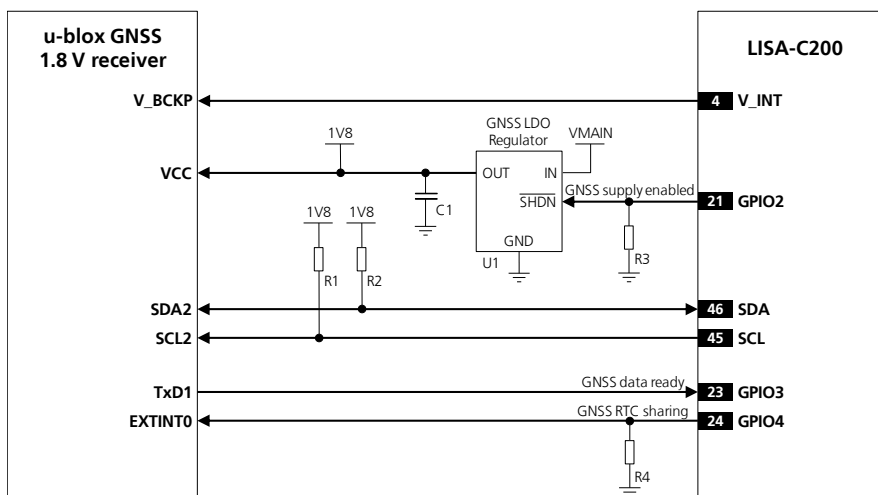 u-blox GNSS
1.8 V receiver
LISA-C200
V_BCKP
4 V_INT
GNSS LDO
Regulator
VMAIN
1V8
VCC
OUT
IN
C1
SHDN
GNSS supply enabled
21 GPIO2
1V8
1V8
GND
U1
R3
R1
R2
SDA2
46 SDA
SCL2
45 SCL
TxD1
GNSS data ready
23 GPIO3
EXTINT0
GNSS RTC sharing
24 GPIO4
R4